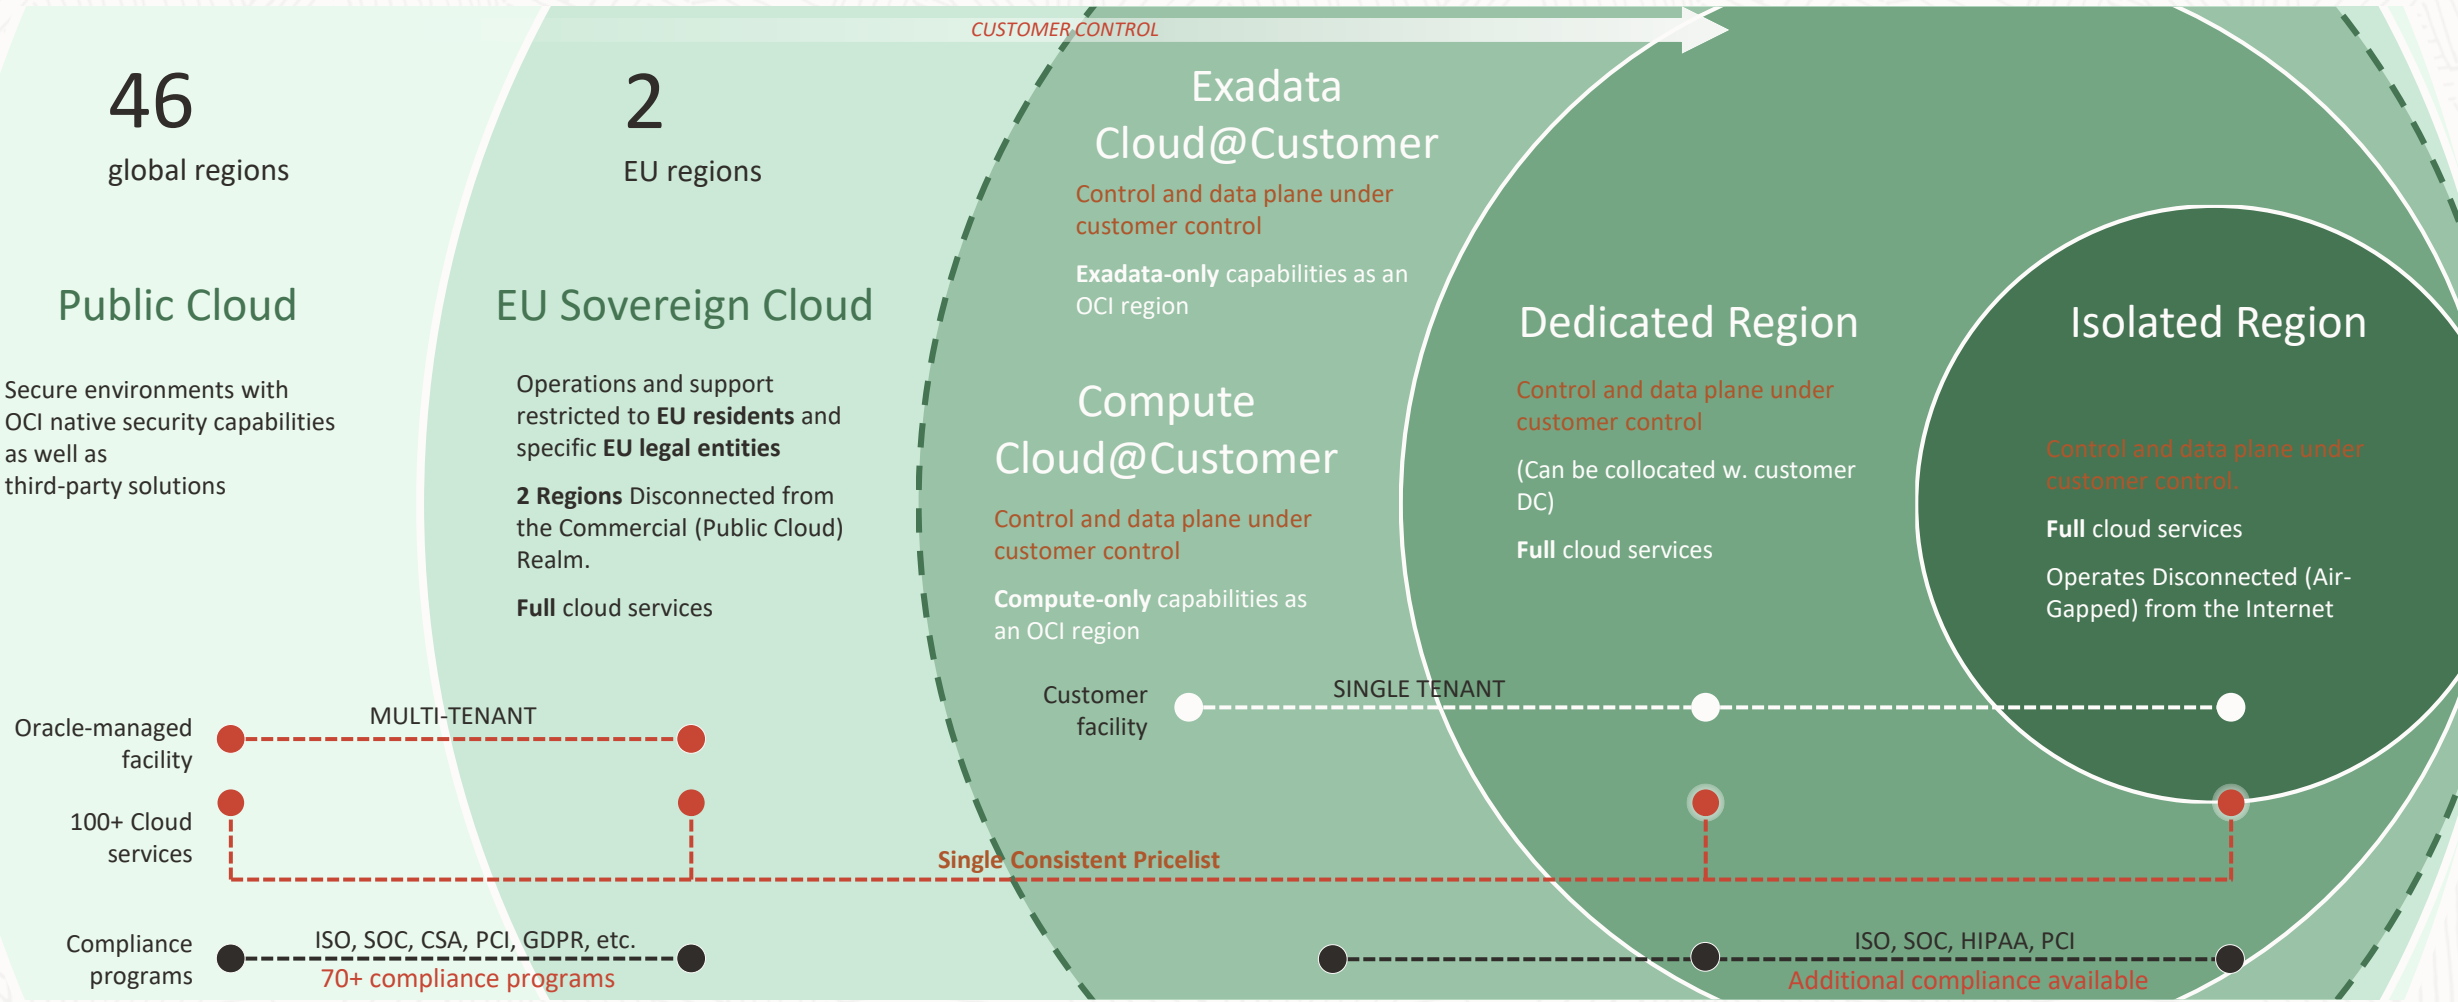 CUSTOMER CONTROL
46
global regions
Public Cloud
Secure environments with
OCI native security capabilities
as well as
third-party solutions
2
EU regions
EU Sovereign Cloud
Operations and support
restricted to EU residents and
specific EU legal entities
2 Regions Disconnected from
the Commercial (Public Cloud)
Realm.
Full cloud services
Exadata
Cloud@Customer
Control and data plane under
customer control
Exadata-only capabilities as an
OCI region
Compute
Cloud@Customer
Control and data plane under
customer control
Compute-only capabilities as
an OCI region
Dedicated Region
Control and data plane under
customer control
(Can be collocated w. customer
DC)
Full cloud services
Isolated Region
Control and data plane under
customer control.
Full cloud services
Operates Disconnected (Air-
Gapped) from the Internet
Oracle-managed
facility
MULTI-TENANT
Customer
facility
SINGLE TENANT
100+ Cloud
services
Single Consistent Pricelist
Compliance
programs
ISO, SOC, CSA, PCI, GDPR, etc.
70+ compliance programs
ISO, SOC, HIPAA, PCI
Additional compliance available